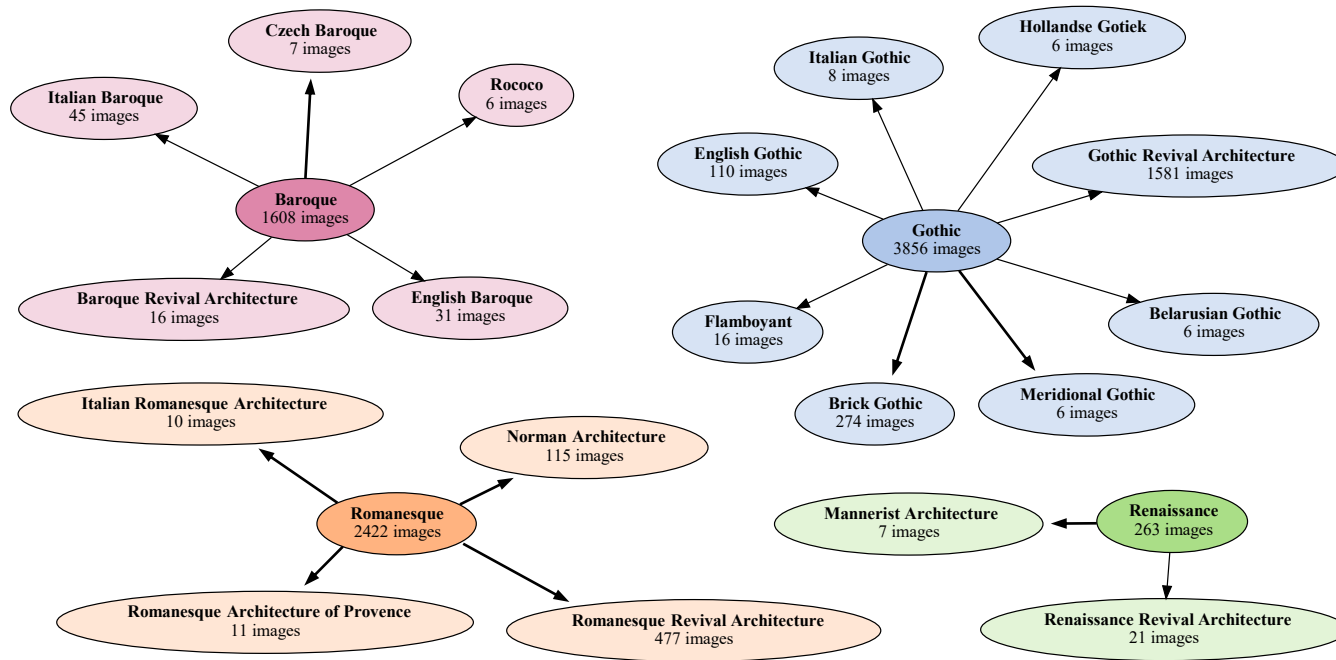 Czech Baroque
7 images
Italian Baroque
45 images
Rococo
6 images
Baroque
1608 images
Baroque Revival Architecture
16 images
English Baroque
31 images
Hollandse Gotiek
6 images
Italian Gothic
8 images
English Gothic
110 images
Gothic Revival Architecture
1581 images
Gothic
3856 images
Flamboyant
16 images
Belarusian Gothic
6 images
Brick Gothic
274 images
Meridional Gothic
6 images
Italian Romanesque Architecture
10 images
Norman Architecture
115 images
Romanesque
2422 images
Romanesque Architecture of Provence
11 images
Romanesque Revival Architecture
477 images
Mannerist Architecture
7 images
Renaissance
263 images
Renaissance Revival Architecture
21 images